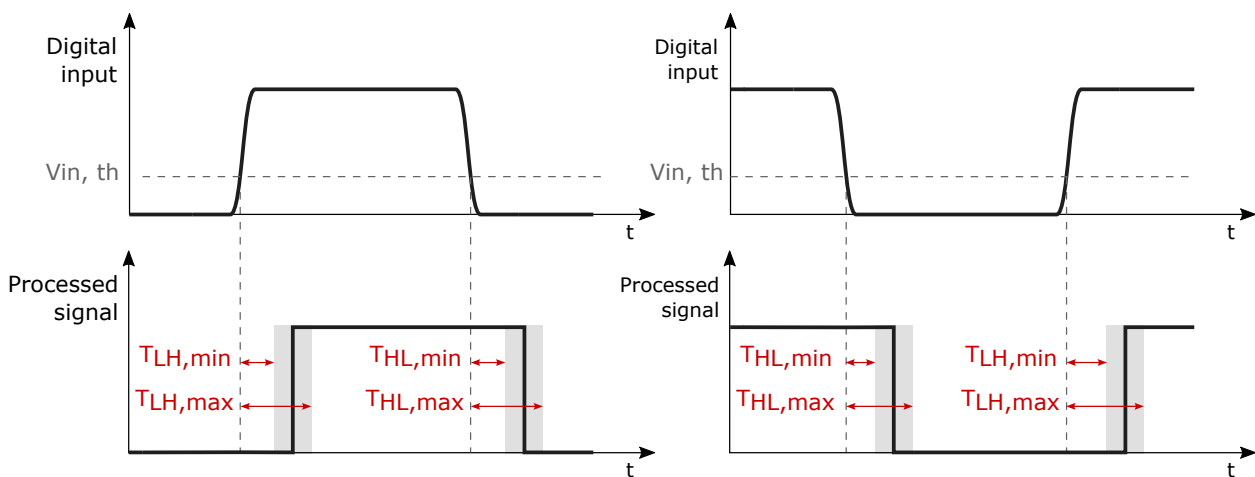 Digital
input
Vin, th
t
Processed
signal
TLH,min
THL,min
TLH,max
THL,max
t
Digital
input
Vin, th
t
Processed
signal
THL,min
TLH,min
THL,max
TLH,max
t